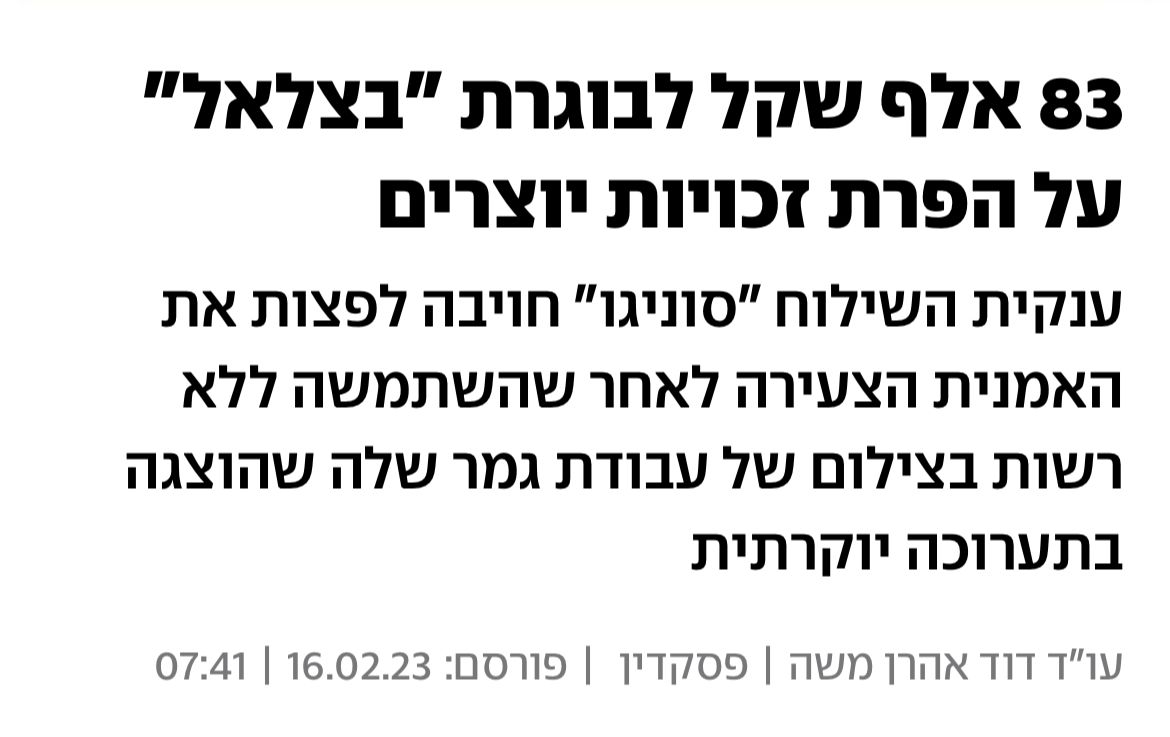 83 אלף שקל לבוגרת "בצלאל"
על הפרת זכויות יוצרים
ענקית השילוח "סוניגו" חויבה לפצות את
האמנית הצעירה לאחר שהשתמשה ללא
רשות בצילום של עבודת גמר שלה שהוצגה
בתערוכה יוקרתית
עו"ד דוד אהרן משה | פסקדין | פורסם: 16.02.23 | 07:41